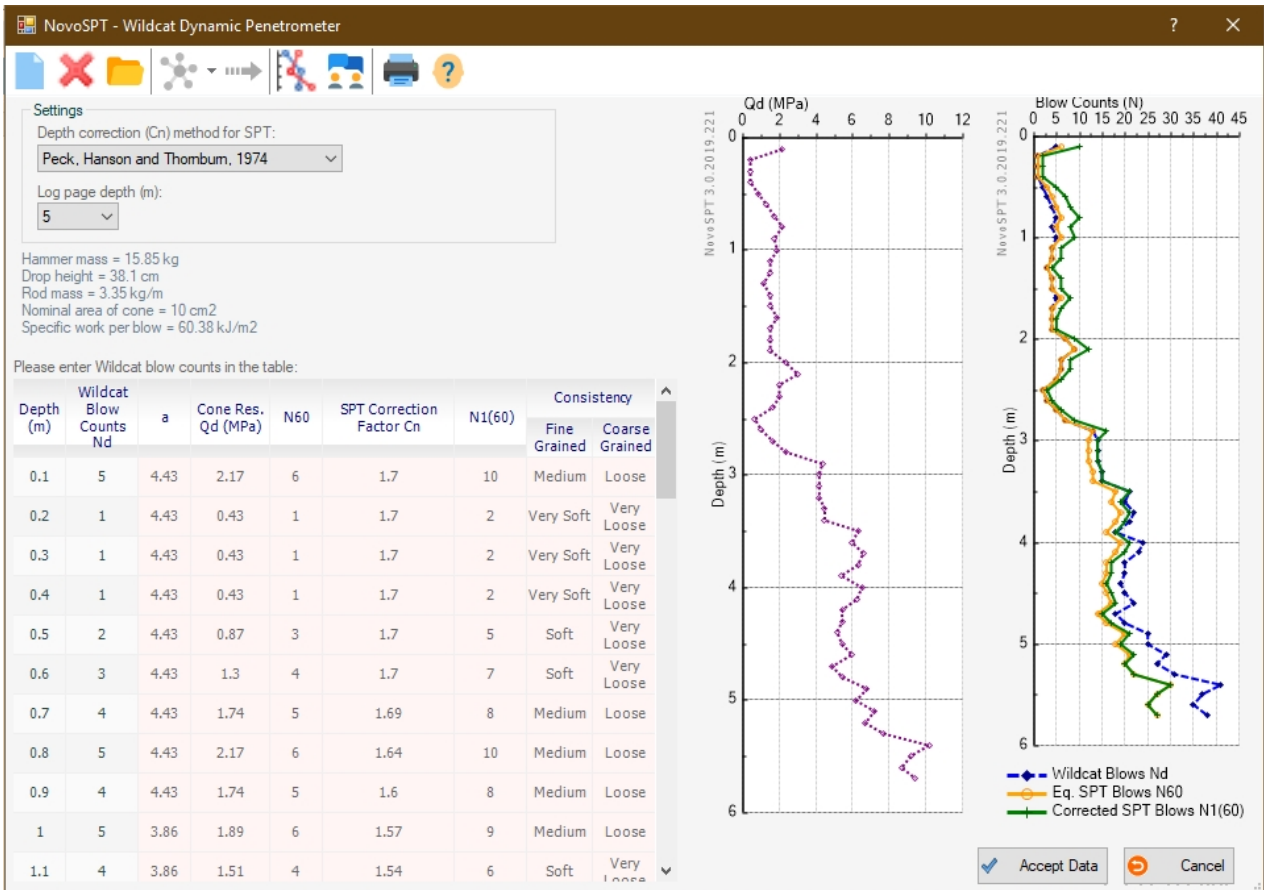 NovoSPT - Wildcat Dynamic Penetrometer
?
Settings
Depth correction (Cn) method for SPT:
Peck, Hanson and Thornburn, 1974
Log page depth (m):
5
Hammer mass = 15.85 kg
Drop height = 38.1 cm
Rod mass = 3.35 kg/m
Nominal area of cone = 10 cm2
Specific work per blow = 60.38 kJ/m2
Please enter Wildcat blow counts in the table:
Depth (m) Wildcat Blow Counts Nd a Cone Res. Qd (MPa) N60 SPT Correction Factor Cn N1(60) Consistency
Fine Grained Coarse Grained
0.1 5 4.43 2.17 6 1.7 10 Medium Loose
0.2 1 4.43 0.43 1 1.7 2 Very Soft Very Loose
0.3 1 4.43 0.43 1 1.7 2 Very Soft Very Loose
0.4 1 4.43 0.43 1 1.7 2 Very Soft Very Loose
0.5 2 4.43 0.87 3 1.7 5 Soft Very Loose
0.6 3 4.43 1.3 4 1.7 7 Soft Very Loose
0.7 4 4.43 1.74 5 1.69 8 Medium Loose
0.8 5 4.43 2.17 6 1.64 10 Medium Loose
0.9 4 4.43 1.74 5 1.6 8 Medium Loose
1 5 3.86 1.89 6 1.57 9 Medium Loose
1.1 4 3.86 1.51 4 1.54 6 Soft Very Loose
Qd (MPa)
0 2 4 6 8 10 12
0
1
2
3
4
5
6
Depth (m)
NovoSPT 3.0.2019.221
Blow Counts (N)
0 5 10 15 20 25 30 35 40 45
0
1
2
3
4
5
6
Depth (m)
NovoSPT 3.0.2019.221
Wildcat Blows Nd
Eq. SPT Blows N60
Corrected SPT Blows N1(60)
Accept Data
Cancel